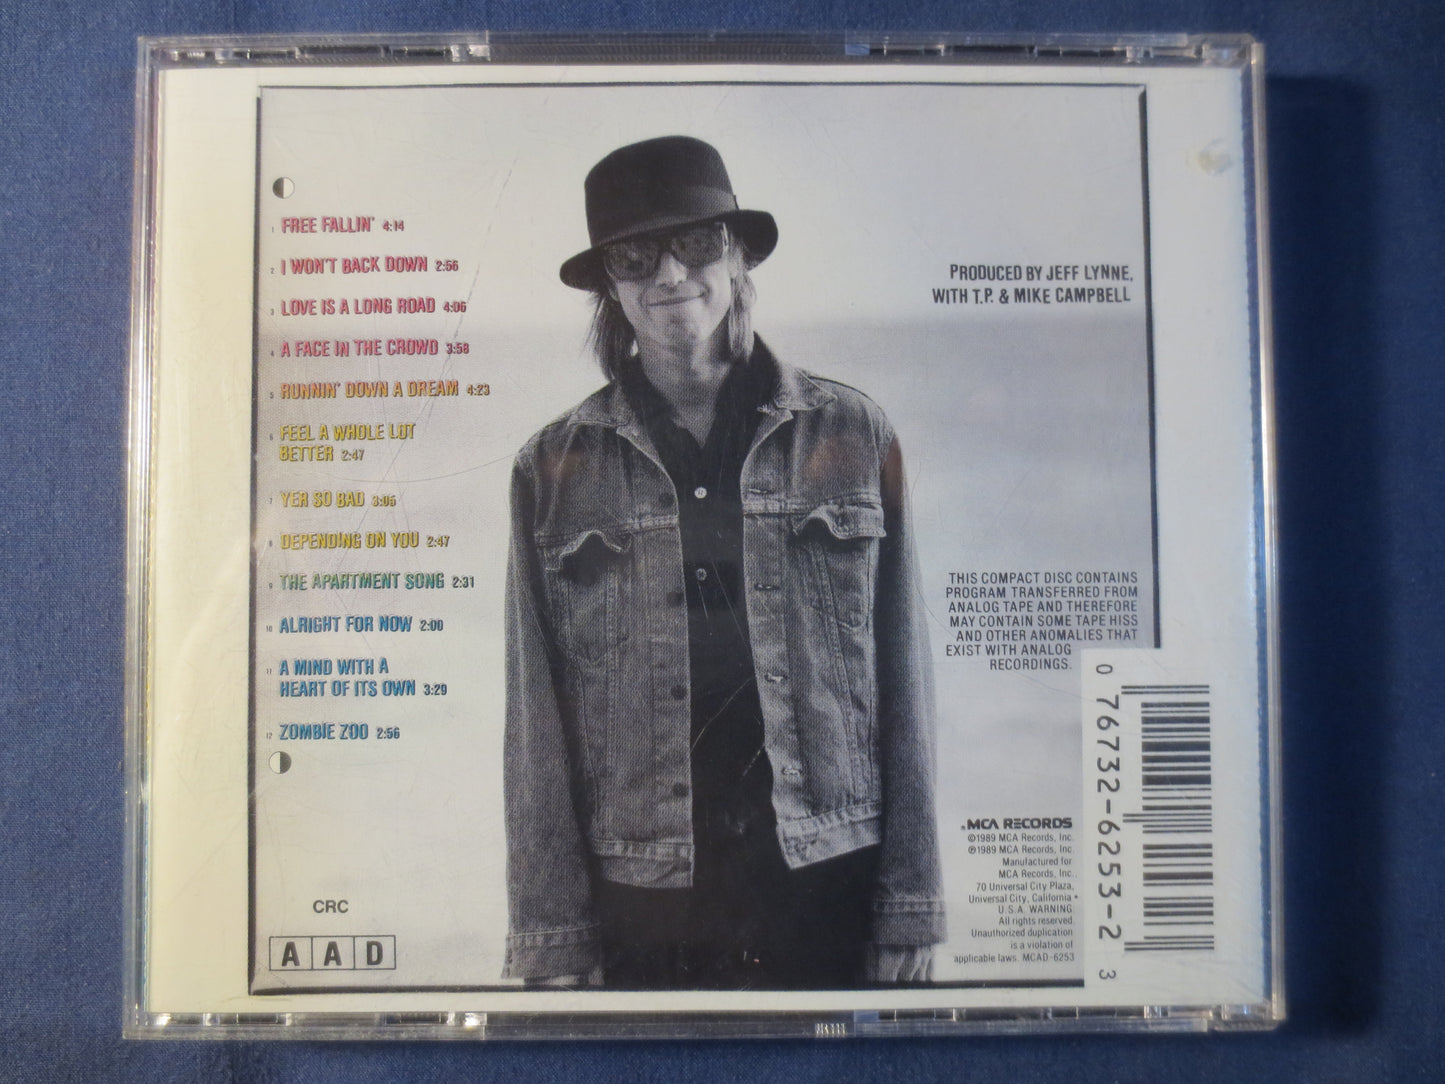 1 FREE FALLIN' 4:14
2 I WON'T BACK DOWN 2:56
3 LOVE IS A LONG ROAD 4:06
4 A FACE IN THE CROWD 3:58
5 RUNNIN' DOWN A DREAM 4:23
6 FEEL A WHOLE LOT
BETTER 2:47
7 YER SO BAD 3:05
8 DEPENDING ON YOU 2:47
9 THE APARTMENT SONG 2:31
10 ALRIGHT FOR NOW 2:00
11 A MIND WITH A
HEART OF ITS OWN 3:29
12 ZOMBIE ZOO 2:56
CRC
AAD
PRODUCED BY JEFF LYNNE,
WITH T.P. & MIKE CAMPBELL
THIS COMPACT DISC CONTAINS
PROGRAM TRANSFERRED FROM
ANALOG TAPE AND THEREFORE
MAY CONTAIN SOME TAPE HISS
AND OTHER ANOMALIES THAT
EXIST WITH ANALOG
RECORDINGS.
MCA RECORDS
©1989 MCA Records, Inc.
℗1989 MCA Records, Inc.
Manufactured for
MCA Records, Inc.,
70 Universal City Plaza,
Universal City, California •
U.S.A. WARNING:
All rights reserved.
Unauthorized duplication
is a violation of
applicable laws. MCAD-6253
0 76732-6253-2 3